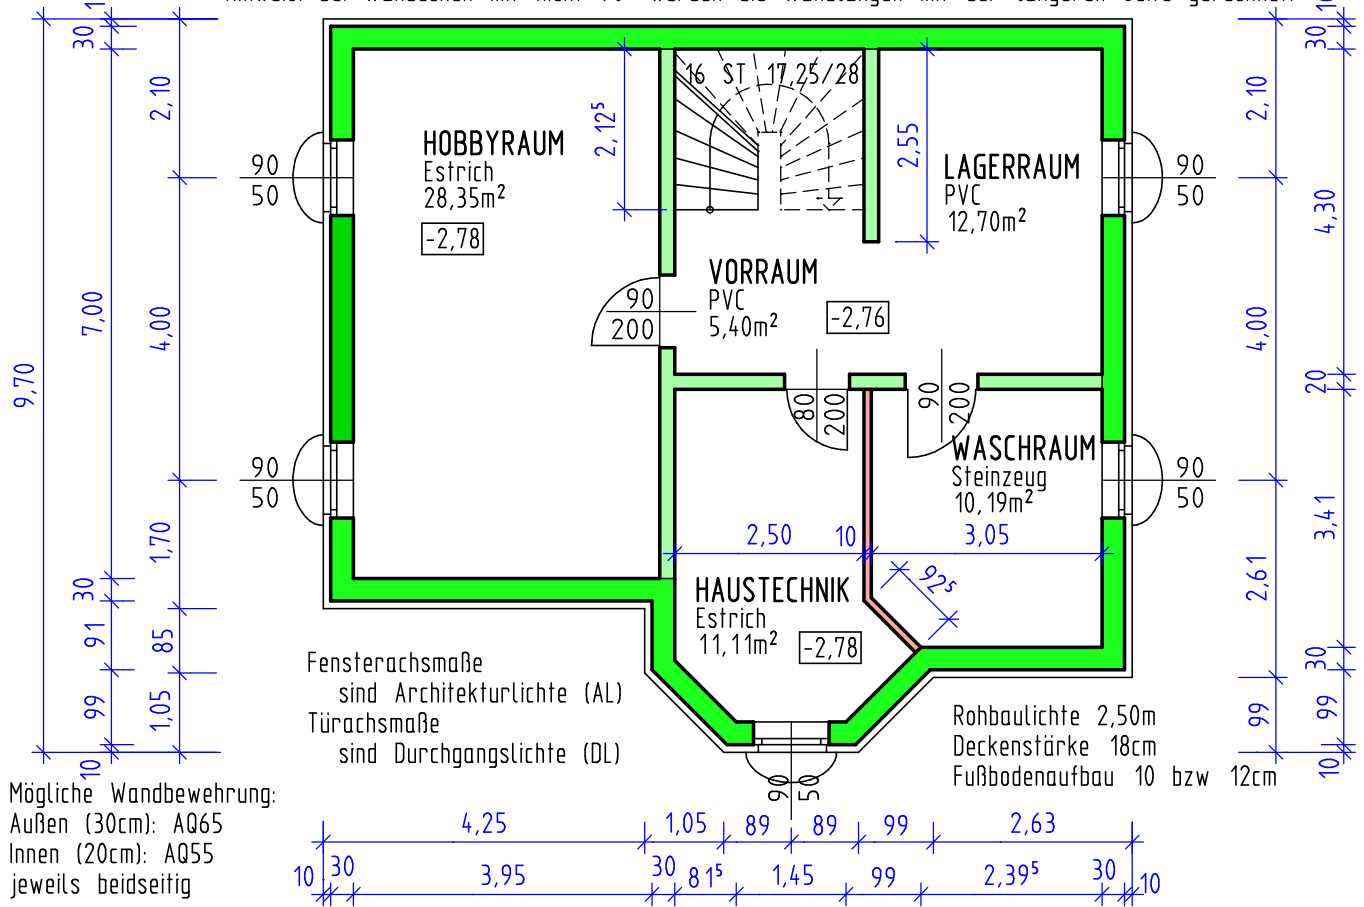 16 ST 17,25/28
HOBBYRAUM
Estrich
28,35m²
-2,78
LAGERRAUM
PVC
12,70m²
VORRAUM
PVC
5,40m²
-2,76
WASCHRAUM
Steinzeug
10,19m²
HAUSTECHNIK
Estrich
11,11m²
-2,78
90
50
90
50
90
50
90
50
90
50
90
200
80
200
90
200
2,12⁵
2,55
2,50
10
3,05
92⁵
9,70
30
7,00
30
91
99
10
2,10
4,00
1,70
85
1,05
2,10
4,00
2,61
99
30
4,30
20
3,41
30
99
10
Fensterachsmaße
sind Architekturlichte (AL)
Türachsmaße
sind Durchgangslichte (DL)
Rohbaulichte 2,50m
Deckenstärke 18cm
Fußbodenaufbau 10 bzw 12cm
Mögliche Wandbewehrung:
Außen (30cm): AQ65
Innen (20cm): AQ55
jeweils beidseitig
4,25 1,05 89 89 99 2,63
10 30 3,95 30 81⁵ 1,45 99 2,39⁵ 30 10